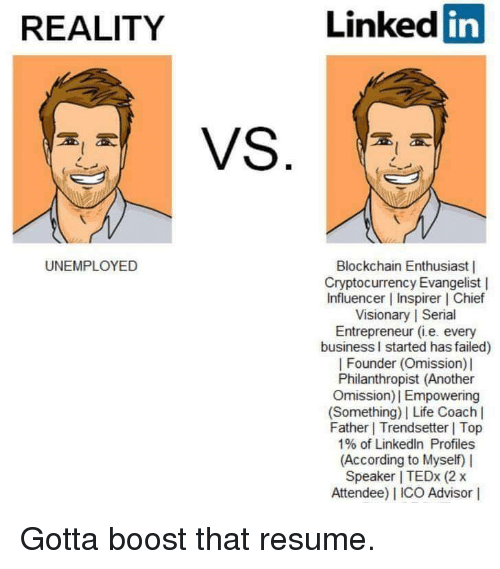 REALITY
Linked in
VS.
UNEMPLOYED
Blockchain Enthusiast |
Cryptocurrency Evangelist |
Influencer | Inspirer | Chief
Visionary | Serial
Entrepreneur (i.e. every
business I started has failed)
| Founder (Omission) |
Philanthropist (Another
Omission) | Empowering
(Something) | Life Coach |
Father | Trendsetter | Top
1% of LinkedIn Profiles
(According to Myself) |
Speaker | TEDx (2 x
Attendee) | ICO Advisor |
Gotta boost that resume.